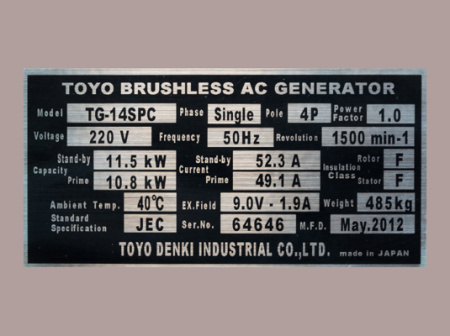 TOYO BRUSHLESS AC GENERATOR
Model TG-14SPC Phase Single Pole 4P Power Factor 1.0
Voltage 220 V Frequency 50Hz Revolution 1500 min-1
Capacity Stand-by 11.5 kW Current Stand-by 52.3 A Insulation Class Rotor F
Prime 10.8 kW Prime 49.1 A Stator F
Ambient Temp. 40℃ EX.Field 9.0V - 1.9A Weight 485kg
Standard Specification JEC Ser.No. 64646 M.F.D. May.2012
TOYO DENKI INDUSTRIAL CO.,LTD. made in JAPAN